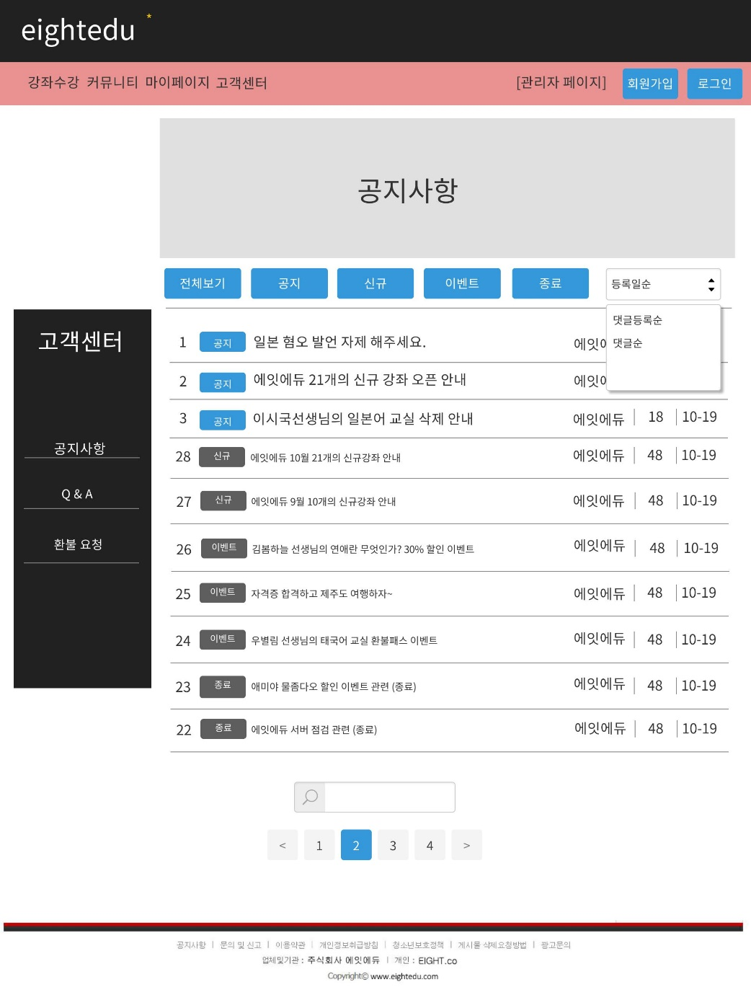 eightedu *
강좌수강 커뮤니티 마이페이지 고객센터 [관리자 페이지] 회원가입 로그인
공지사항
전체보기 공지 신규 이벤트 종료 등록일순
댓글등록순
댓글순
고객센터
공지사항
Q & A
환불 요청
1 공지 일본 혐오 발언 자제 해주세요. 에잇
2 공지 에잇에듀 21개의 신규 강좌 오픈 안내 에잇
3 공지 이시국선생님의 일본어 교실 삭제 안내 에잇에듀 | 18 | 10-19
28 신규 에잇에듀 10월 21개의 신규강좌 안내 에잇에듀 | 48 | 10-19
27 신규 에잇에듀 9월 10개의 신규강좌 안내 에잇에듀 | 48 | 10-19
26 이벤트 김봄하늘 선생님의 연애란 무엇인가? 30% 할인 이벤트 에잇에듀 | 48 | 10-19
25 이벤트 자격증 합격하고 제주도 여행하자~ 에잇에듀 | 48 | 10-19
24 이벤트 우별림 선생님의 태국어 교실 환불패스 이벤트 에잇에듀 | 48 | 10-19
23 종료 애미야 물좀다오 할인 이벤트 관련 (종료) 에잇에듀 | 48 | 10-19
22 종료 에잇에듀 서버 점검 관련 (종료) 에잇에듀 | 48 | 10-19
< 1 2 3 4 >
공지사항 | 문의 및 신고 | 이용약관 | 개인정보취급방침 | 청소년보호정책 | 게시물 삭제요청방법 | 광고문의
업체및기관 : 주식회사 에잇에듀 | 개인 : EIGHT.co
Copyright© www.eightedu.com